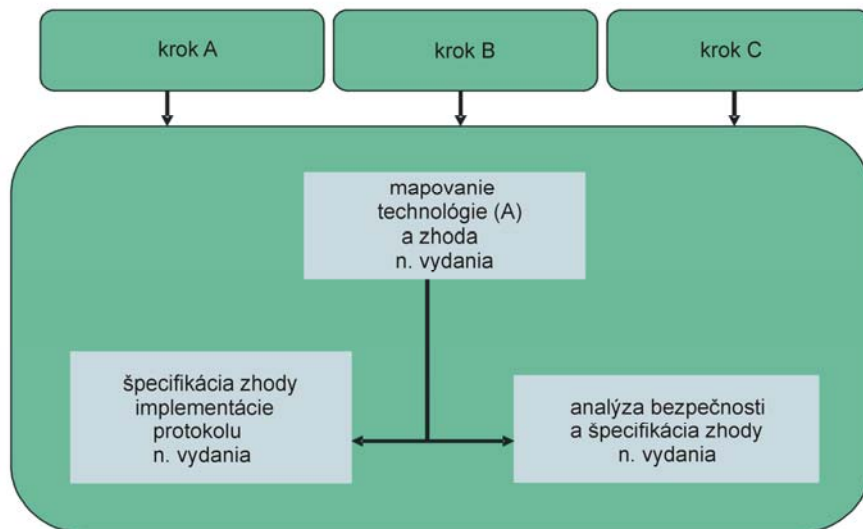 krok A
krok B
krok C
mapovanie
technológie (A)
a zhoda
n. vydania
špecifikácia zhody
implementácie
protokolu
n. vydania
analýza bezpečnosti
a špecifikácia zhody
n. vydania